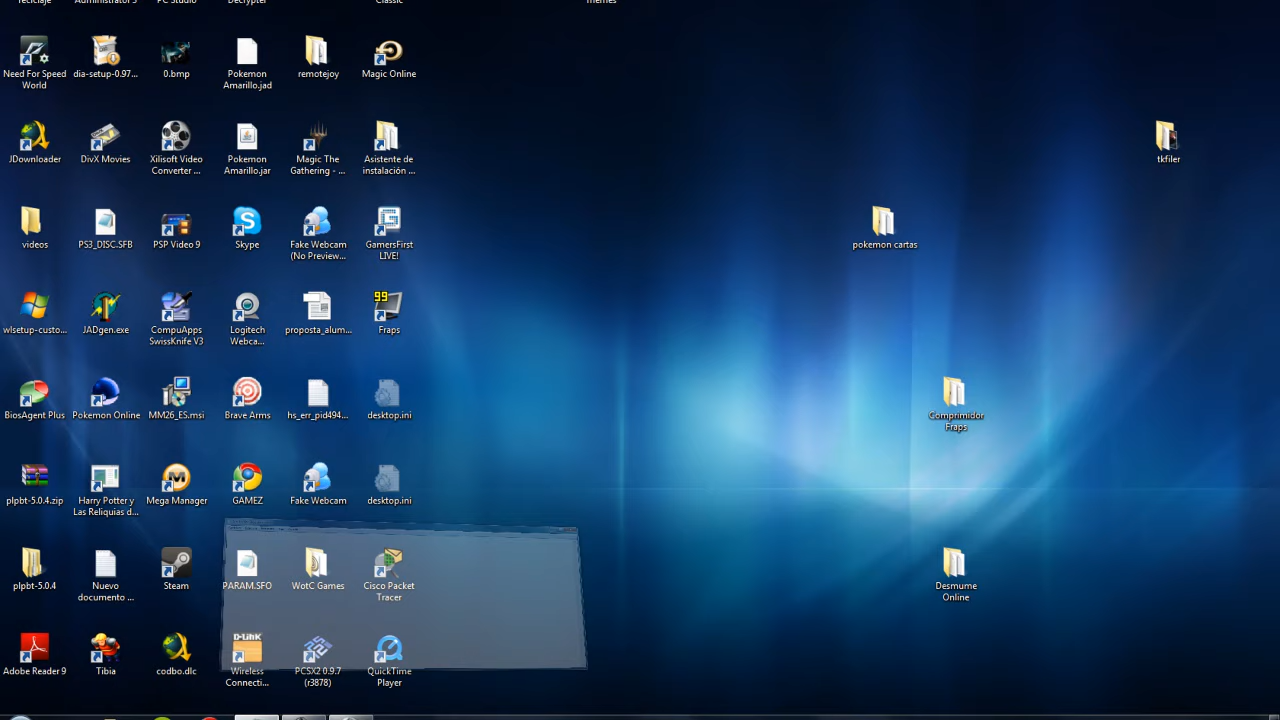 reciclaje
Administrator 3
PC Studio
Decrypter
Classic
Themes
Need For Speed
World
dia-setup-0.97...
0.bmp
Pokemon
Amarillo.jad
remotejoy
Magic Online
JDownloader
DivX Movies
Xilisoft Video
Converter ...
Pokemon
Amarillo.jar
Magic The
Gathering - ...
Asistente de
instalación ...
tkfiler
videos
PS3_DISC.SFB
PSP Video 9
Skype
Fake Webcam
(No Preview...
GamersFirst
LIVE!
pokemon cartas
wlsetup-custo...
JADgen.exe
CompuApps
SwissKnife V3
Logitech
Webca...
proposta_alum...
99
Fraps
BiosAgent Plus
Pokemon Online
MM26_ES.msi
Brave Arms
hs_err_pid494...
desktop.ini
Comprimidor
Fraps
plpbt-5.0.4.zip
Harry Potter y
Las Reliquias d...
Mega Manager
GAMEZ
Fake Webcam
desktop.ini
plpbt-5.0.4
Nuevo
documento ...
Steam
PARAM.SFO
WotC Games
Cisco Packet
Tracer
Desmume
Online
Adobe Reader 9
Tibia
codbo.dlc
D-Link
Wireless
Connecti...
PCSX2 0.9.7
(r3878)
QuickTime
Player